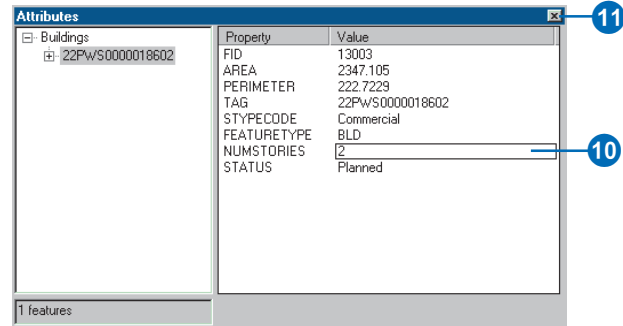 Attributes
11
Buildings
22PWS0000018602
Property Value
FID 13003
AREA 2347.105
PERIMETER 222.7229
TAG 22PWS0000018602
STYPECODE Commercial
FEATURETYPE BLD
NUMSTORIES 2
10
STATUS Planned
1 features